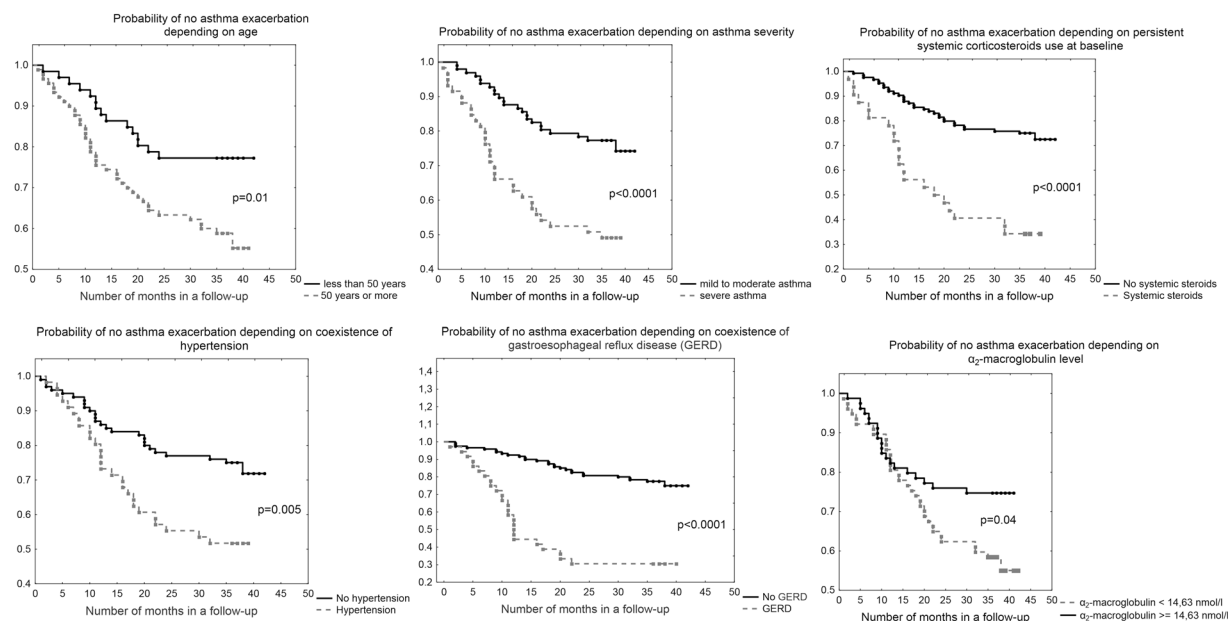 Probability of no asthma exacerbation
depending on age
1.0
0.9
0.8
0.7
0.6
0.5
p=0.01
0 5 10 15 20 25 30 35 40 45 50
less than 50 years
50 years or more
Number of months in a follow-up
Probability of no asthma exacerbation depending on asthma severity
1.0
0.9
0.8
0.7
0.6
0.5
0.4
p<0.0001
0 5 10 15 20 25 30 35 40 45 50
mild to moderate asthma
severe asthma
Number of months in a follow-up
Probability of no asthma exacerbation depending on persistent
systemic corticosteroids use at baseline
1.0
0.9
0.8
0.7
0.6
0.5
0.4
0.3
0.2
p<0.0001
0 5 10 15 20 25 30 35 40 45 50
No systemic steroids
Systemic steroids
Number of months in a follow-up
Probability of no asthma exacerbation depending on coexistence of
hypertension
1.0
0.9
0.8
0.7
0.6
0.5
0.4
p=0.005
0 5 10 15 20 25 30 35 40 45 50
No hypertension
Hypertension
Number of months in a follow-up
Probability of no asthma exacerbation depending on coexistence of
gastroesophageal reflux disease (GERD)
1,4
1,4
1,2
1,1
1,0
0.9
0.7
0.6
0.5
0.4
0.3
0.2
p<0.0001
0 5 10 15 20 25 30 35 40 45 50
No GERD
GERD
Number of months in a follow-up
Probability of no asthma exacerbation depending on
α₂-macroglobulin level
1.0
0.9
0.8
0.7
0.6
0.5
p=0.04
0 5 10 15 20 25 30 35 40 45 50
α₂-macroglobulin < 14,63 nmol/l
α₂-macroglobulin >= 14,63 nmol/l
Number of months in a follow-up